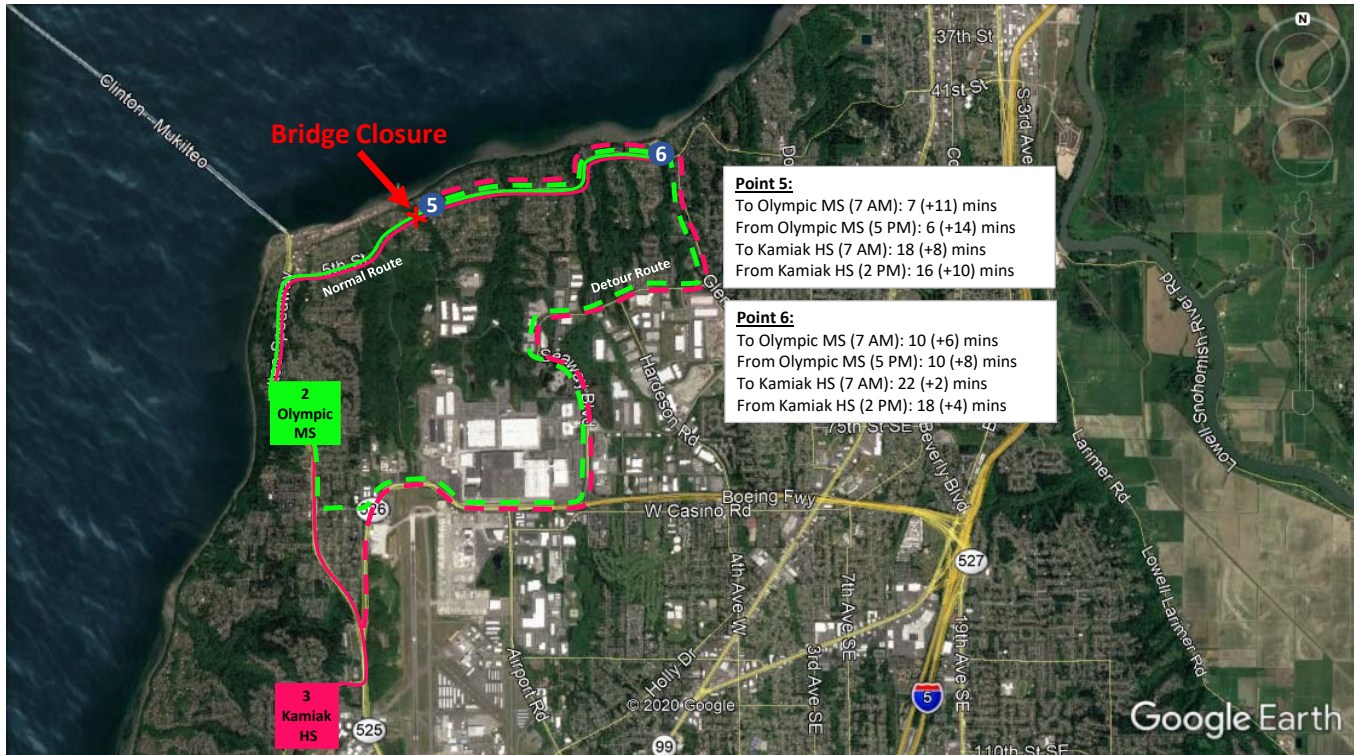 N
37th St
41st St
S 3rd Ave
Clinton - Mukilteo
Bridge Closure
6
5
5th St
Normal Route
Detour Route
Point 5:
To Olympic MS (7 AM): 7 (+11) mins
From Olympic MS (5 PM): 6 (+14) mins
To Kamiak HS (7 AM): 18 (+8) mins
From Kamiak HS (2 PM): 16 (+10) mins
Point 6:
To Olympic MS (7 AM): 10 (+6) mins
From Olympic MS (5 PM): 10 (+8) mins
To Kamiak HS (7 AM): 22 (+2) mins
From Kamiak HS (2 PM): 18 (+4) mins
Seaway Blvd
Hardeson Rd
Lowell Snohomish River Rd
2
Olympic
MS
75th St SE
Beverly Blvd
Larimer Rd
526
Boeing Fwy
W Casino Rd
527
4th Ave W
7th Ave SE
19th Ave SE
Lowell Larimer Rd
3rd Ave SE
Airport Rd
Holly Dr
3
Kamiak
HS
© 2020 Google
525
99
5
110th St SE
Google Earth